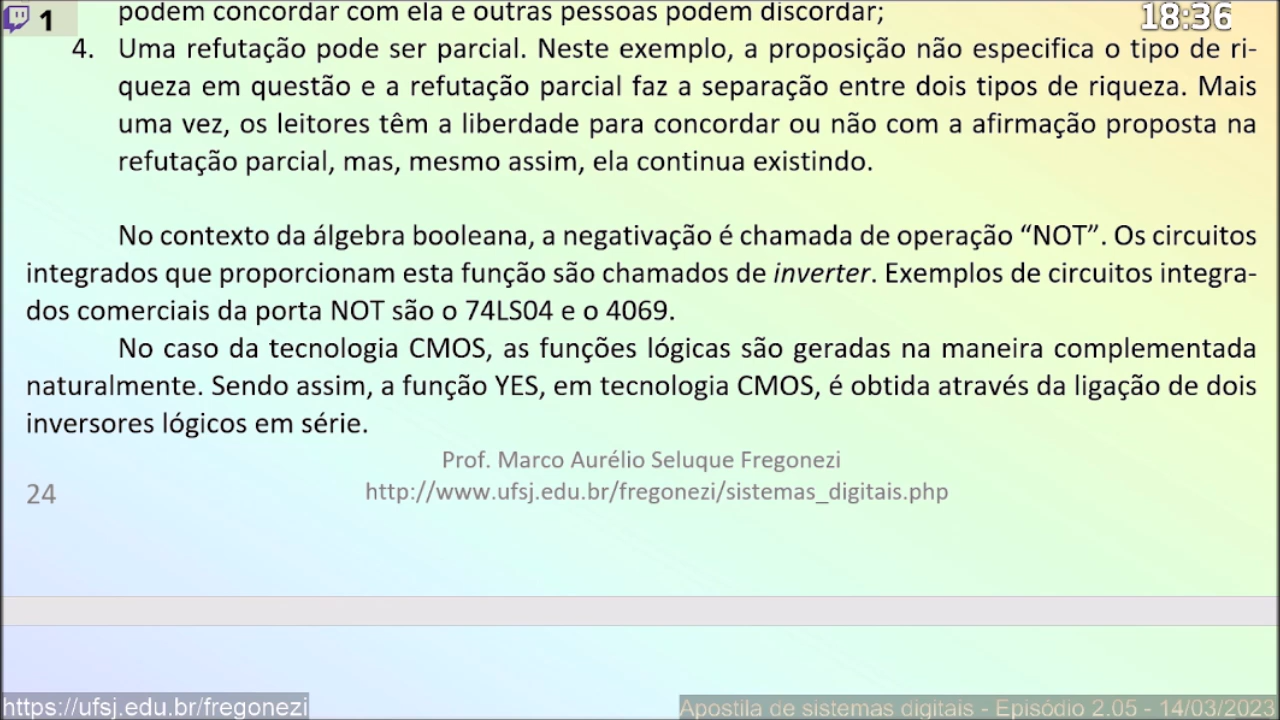 1
18:36
podem concordar com ela e outras pessoas podem discordar;
4. Uma refutação pode ser parcial. Neste exemplo, a proposição não especifica o tipo de ri-
queza em questão e a refutação parcial faz a separação entre dois tipos de riqueza. Mais
uma vez, os leitores têm a liberdade para concordar ou não com a afirmação proposta na
refutação parcial, mas, mesmo assim, ela continua existindo.
No contexto da álgebra booleana, a negativação é chamada de operação “NOT”. Os circuitos
integrados que proporcionam esta função são chamados de inverter. Exemplos de circuitos integra-
dos comerciais da porta NOT são o 74LS04 e o 4069.
No caso da tecnologia CMOS, as funções lógicas são geradas na maneira complementada
naturalmente. Sendo assim, a função YES, em tecnologia CMOS, é obtida através da ligação de dois
inversores lógicos em série.
Prof. Marco Aurélio Seluque Fregonezi
24
http://www.ufsj.edu.br/fregonezi/sistemas_digitais.php
https://ufsj.edu.br/fregonezi
Apostila de sistemas digitais - Episódio 2.05 - 14/03/2023